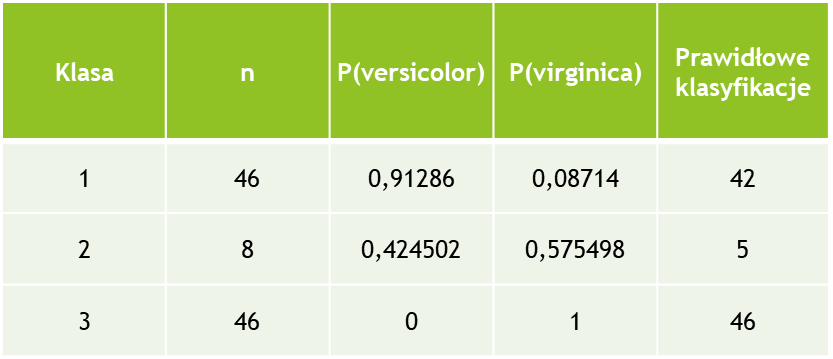 Klasa n P(versicolor) P(virginica) Prawidłowe klasyfikacje
1 46 0,91286 0,08714 42
2 8 0,424502 0,575498 5
3 46 0 1 46